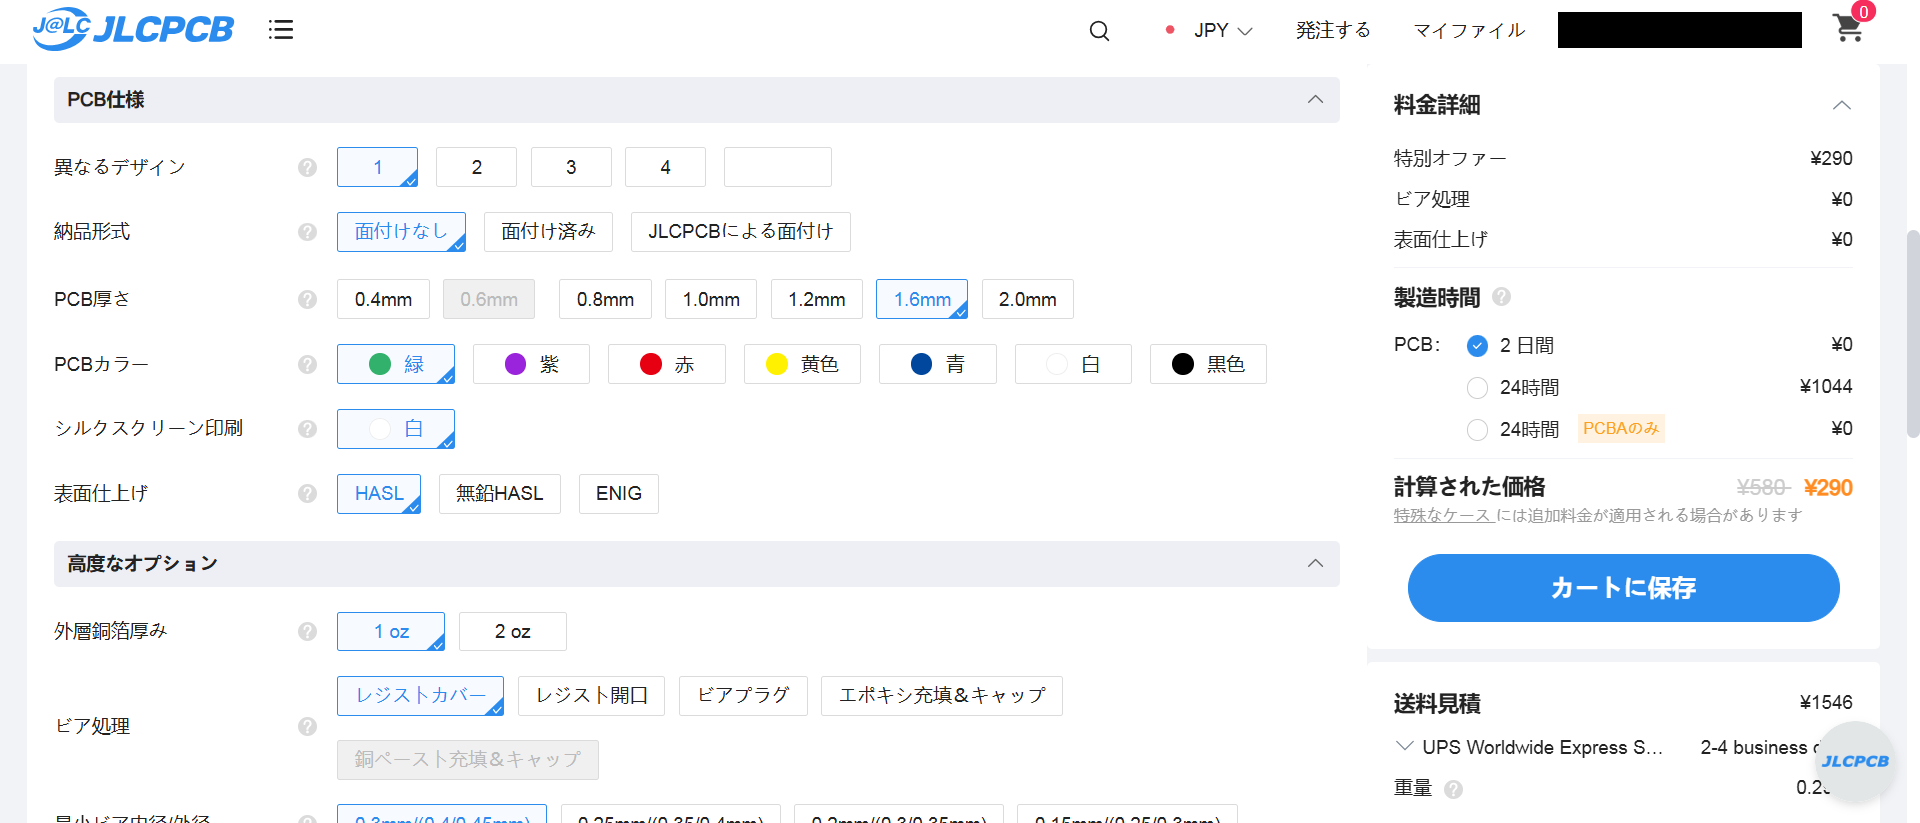 J@LC JLCPCB
JPY
発注する
マイファイル
0
PCB仕様
異なるデザイン ? 1 2 3 4
納品形式 ? 面付けなし 面付け済み JLCPCBによる面付け
PCB厚さ ? 0.4mm 0.6mm 0.8mm 1.0mm 1.2mm 1.6mm 2.0mm
PCBカラー ? 緑 紫 赤 黄色 青 白 黒色
シルクスクリーン印刷 ? 白
表面仕上げ ? HASL 無鉛HASL ENIG
高度なオプション
外層銅箔厚み ? 1 oz 2 oz
レジストカバー レジスト開口 ビアプラグ エポキシ充填&キャップ
ビア処理 ?
銅ペースト充填&キャップ
最小ビア内径/外径 ? 0.3mm/(0.4/0.45mm) 0.25mm/(0.35/0.4mm) 0.2mm/(0.3/0.35mm) 0.15mm/(0.25/0.3mm)
料金詳細
特別オファー ¥290
ビア処理 ¥0
表面仕上げ ¥0
製造時間 ?
PCB: 2 日間 ¥0
24時間 ¥1044
24時間 PCBAのみ ¥0
計算された価格 ¥580 ¥290
特殊なケース には追加料金が適用される場合があります
カートに保存
送料見積 ¥1546
UPS Worldwide Express S... 2-4 business
JLCPCB
重量 ?